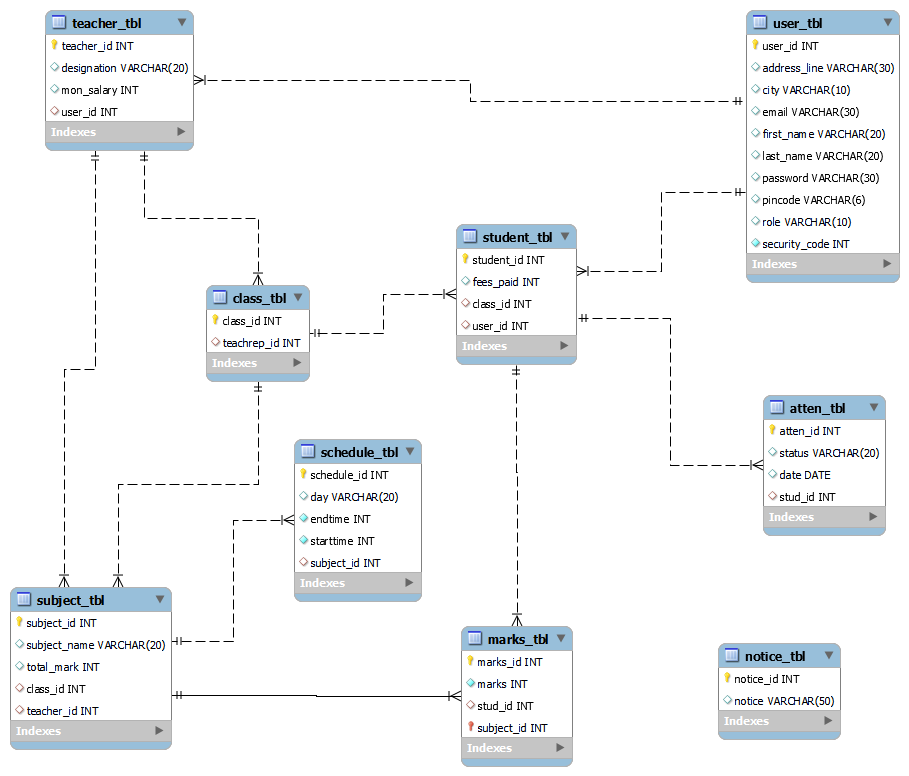 teacher_tbl
teacher_id INT
designation VARCHAR(20)
mon_salary INT
user_id INT
Indexes
user_tbl
user_id INT
address_line VARCHAR(30)
city VARCHAR(10)
email VARCHAR(30)
first_name VARCHAR(20)
last_name VARCHAR(20)
password VARCHAR(30)
pincode VARCHAR(6)
role VARCHAR(10)
security_code INT
Indexes
student_tbl
student_id INT
fees_paid INT
class_id INT
user_id INT
Indexes
class_tbl
class_id INT
teachrep_id INT
Indexes
atten_tbl
atten_id INT
status VARCHAR(20)
date DATE
stud_id INT
Indexes
schedule_tbl
schedule_id INT
day VARCHAR(20)
endtime INT
starttime INT
subject_id INT
Indexes
subject_tbl
subject_id INT
subject_name VARCHAR(20)
total_mark INT
class_id INT
teacher_id INT
Indexes
marks_tbl
marks_id INT
marks INT
stud_id INT
subject_id INT
Indexes
notice_tbl
notice_id INT
notice VARCHAR(50)
Indexes